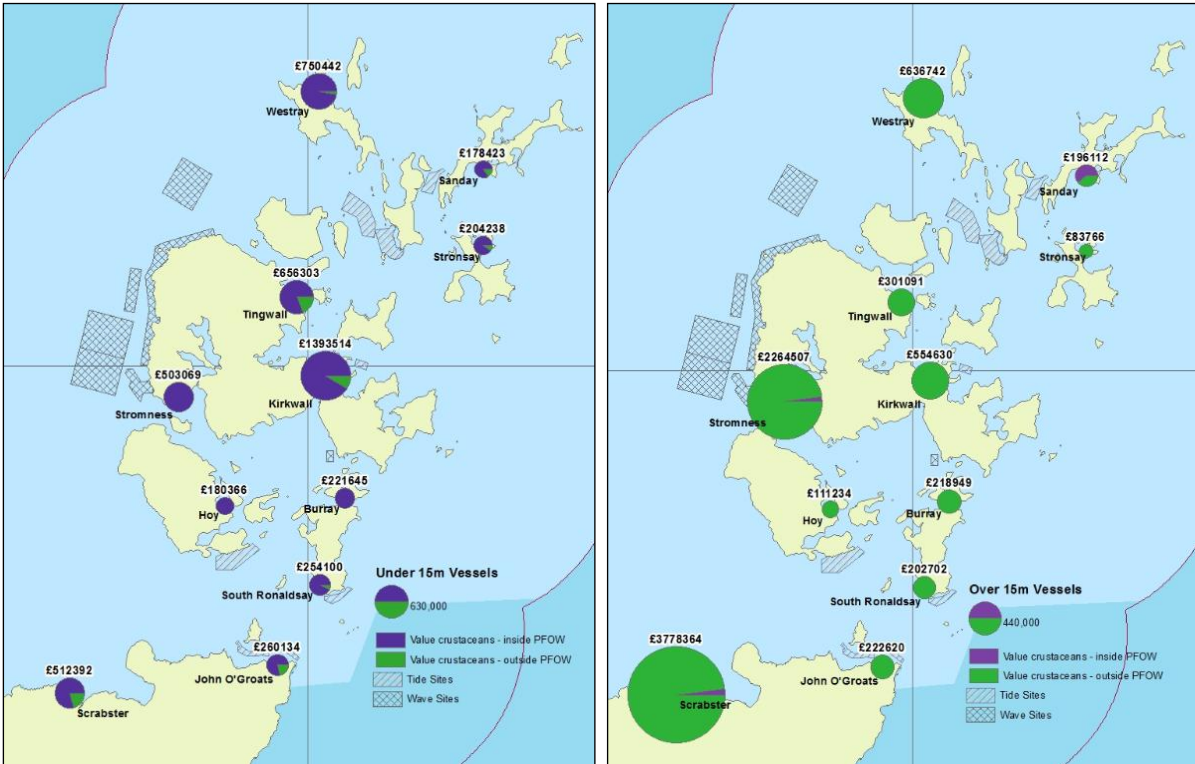 £750442
Westray
£178423
Sanday
£204238
Stronsay
£656303
Tingwall
£1393514
Kirkwall
£503069
Stromness
£180366
Hoy
£221645
Burray
£254100
South Ronaldsay
£260134
John O'Groats
£512392
Scrabster
Under 15m Vessels
630,000
Value crustaceans - inside PFOW
Value crustaceans - outside PFOW
Tide Sites
Wave Sites
£636742
Westray
£196112
Sanday
£83766
Stronsay
£301091
Tingwall
£2264507
Stromness
£554630
Kirkwall
£111234
Hoy
£218949
Burray
£202702
South Ronaldsay
£222620
John O'Groats
£3778364
Scrabster
Over 15m Vessels
440,000
Value crustaceans - inside PFOW
Value crustaceans - outside PFOW
Tide Sites
Wave Sites